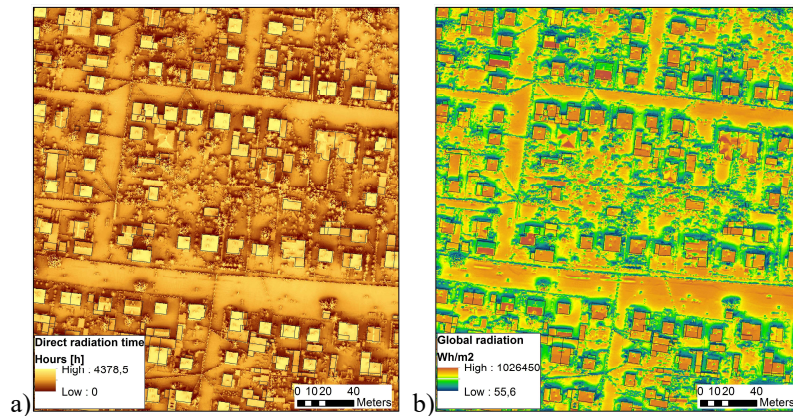 a)
Direct radiation time
Hours [h]
High : 4378,5
Low : 0
0 10 20 40
Meters
b)
Global radiation
Wh/m2
High : 1026450
Low : 55,6
0 10 20 40
Meters